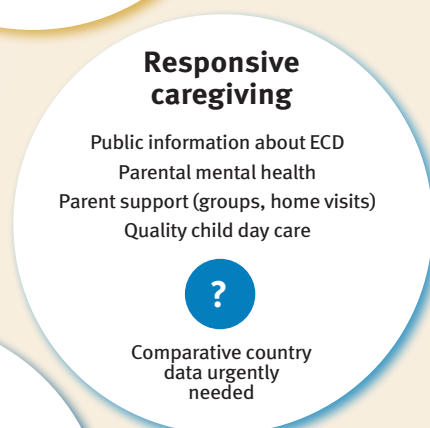 Responsive
caregiving
Public information about ECD
Parental mental health
Parent support (groups, home visits)
Quality child day care
?
Comparative country
data urgently
needed